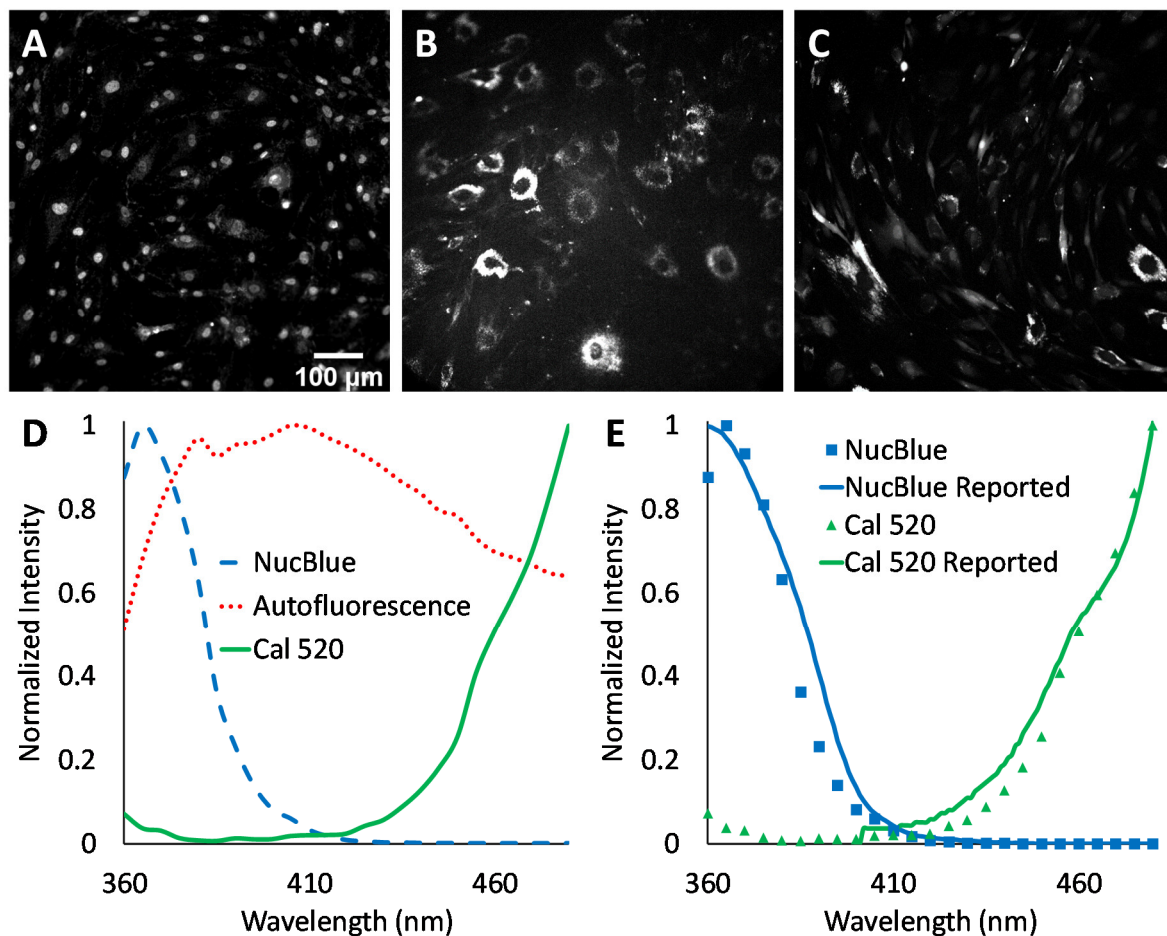 A
B
C
100 µm
D
1
0.8
0.6
0.4
0.2
0
Normalized Intensity
NucBlue
Autofluorescence
Cal 520
360
410
460
Wavelength (nm)
E
1
0.8
0.6
0.4
0.2
0
Normalized Intensity
NucBlue
NucBlue Reported
Cal 520
Cal 520 Reported
360
410
460
Wavelength (nm)